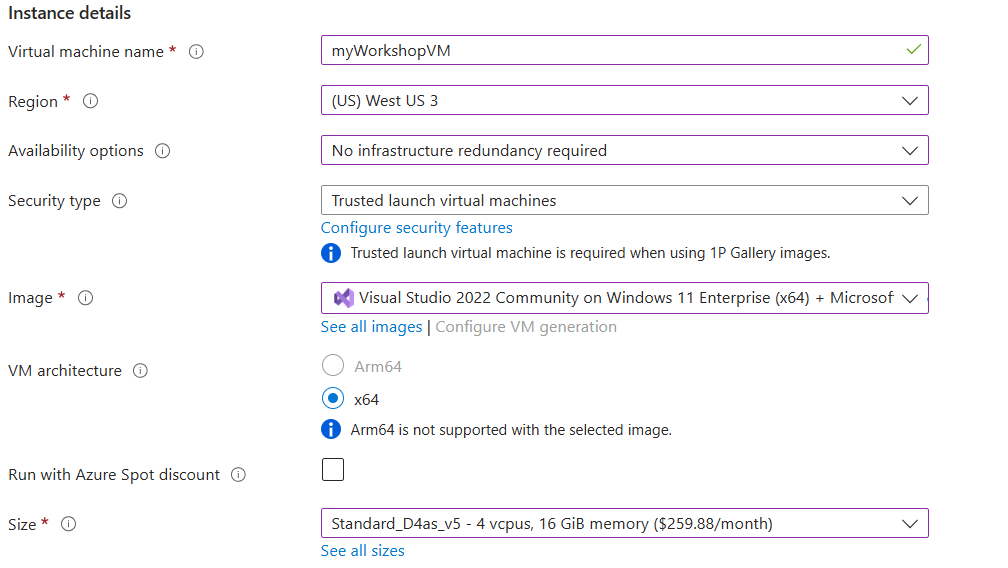 Instance details
Virtual machine name * myWorkshopVM
Region * (US) West US 3
Availability options No infrastructure redundancy required
Security type Trusted launch virtual machines
Configure security features
Trusted launch virtual machine is required when using 1P Gallery images.
Image * Visual Studio 2022 Community on Windows 11 Enterprise (x64) + Microsof
See all images | Configure VM generation
VM architecture Arm64
x64
Arm64 is not supported with the selected image.
Run with Azure Spot discount
Size * Standard_D4as_v5 - 4 vcpus, 16 GiB memory ($259.88/month)
See all sizes